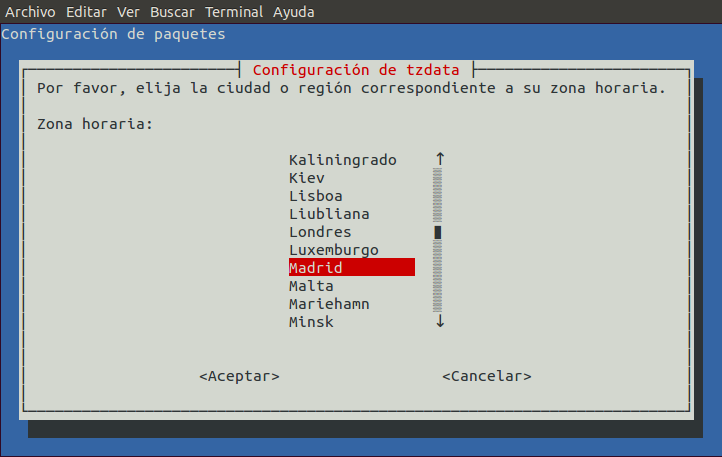 Archivo Editar Ver Buscar Terminal Ayuda
Configuración de paquetes
Configuración de tzdata
Por favor, elija la ciudad o región correspondiente a su zona horaria.
Zona horaria:
Kaliningrado ↑
Kiev
Lisboa
Liubliana
Londres
Luxemburgo
Madrid
Malta
Mariehamn
Minsk ↓
<Aceptar> <Cancelar>